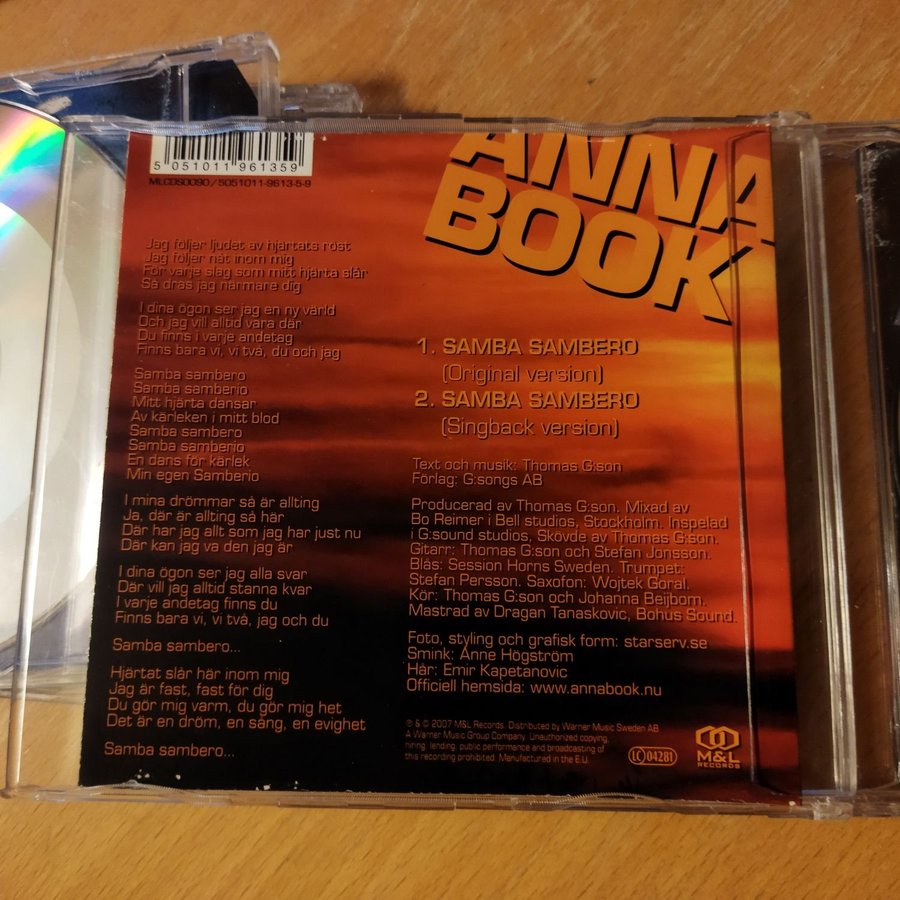 5 051011 961359
MLCDS0090/5051011-9613-5-9
ANNA
BOOK
Jag följer ljudet av hjärtats röst
Jag följer nåt inom mig
För varje slag som mitt hjärta slår
Så dras jag närmare dig
I dina ögon ser jag en ny värld
Och jag vill alltid vara där
Du finns i varje andetag
Finns bara vi, vi två, du och jag
Samba sambero
Samba samberio
Mitt hjärta dansar
Av kärleken i mitt blod
Samba sambero
Samba samberio
En dans för kärlek
Min egen Samberio
I mina drömmar så är allting
Ja, där är allting så här
Där har jag allt som jag har just nu
Där kan jag va den jag är
I dina ögon ser jag alla svar
Där vill jag alltid stanna kvar
I varje andetag finns du
Finns bara vi, vi två, jag och du
Samba sambero...
Hjärtat slår här inom mig
Jag är fast, fast för dig
Du gör mig varm, du gör mig het
Det är en dröm, en sång, en evighet
Samba sambero...
1. SAMBA SAMBERO
(Original version)
2. SAMBA SAMBERO
(Singback version)
Text och musik: Thomas G:son
Förlag: G:songs AB
Producerad av Thomas G:son. Mixad av
Bo Reimer i Bell studios, Stockholm. Inspelad
i G:sound studios, Skövde av Thomas G:son.
Gitarr: Thomas G:son och Stefan Jonsson.
Blås: Session Horns Sweden. Trumpet:
Stefan Persson. Saxofon: Wojtek Goral.
Kör: Thomas G:son och Johanna Beijbom.
Mastrad av Dragan Tanaskovic, Bohus Sound.
Foto, styling och grafisk form: starserv.se
Smink: Anne Högström
Hår: Emir Kapetanovic
Officiell hemsida: www.annabook.nu
℗ & © 2007 M&L Records. Distributed by Warner Music Sweden AB
A Warner Music Group Company. Unauthorized copying,
hiring, lending, public performance and broadcasting of
this recording prohibited. Manufactured in the E.U.
LC 04281
M&L
RECORDS